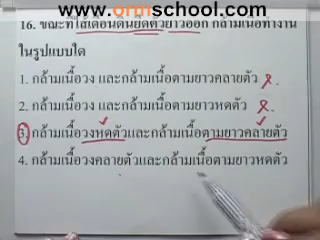 www.ormschool.com
16. ขณะที่ไส้เดือนดินยืดตัวยาวออก กล้ามเนื้อทำงาน
ในรูปแบบใด
1. กล้ามเนื้อวง และกล้ามเนื้อตามยาวคลายตัว
2. กล้ามเนื้อวง และกล้ามเนื้อตามยาวหดตัว
3. กล้ามเนื้อวงหดตัวและกล้ามเนื้อตามยาวคลายตัว
4. กล้ามเนื้อวงคลายตัวและกล้ามเนื้อตามยาวหดตัว